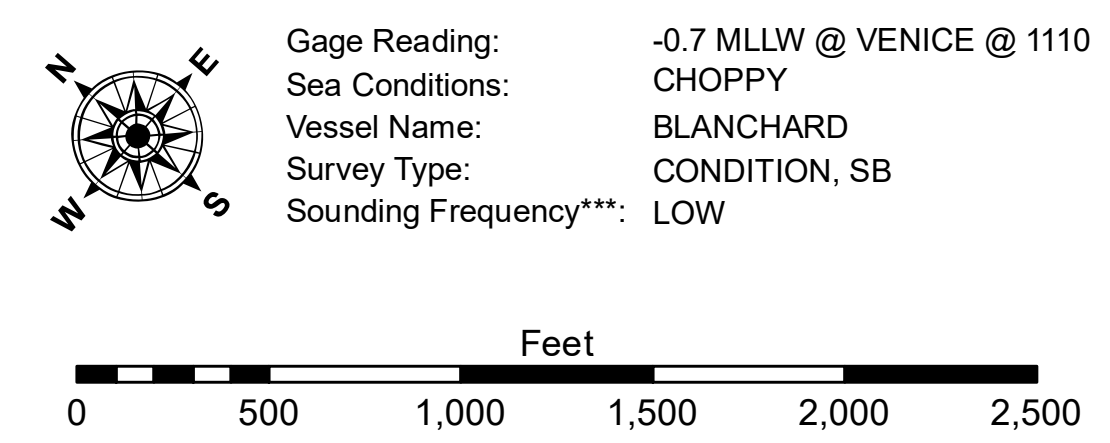 N E
W S
Gage Reading: -0.7 MLLW @ VENICE @ 1110
Sea Conditions: CHOPPY
Vessel Name: BLANCHARD
Survey Type: CONDITION, SB
Sounding Frequency***: LOW
Feet
0 500 1,000 1,500 2,000 2,500